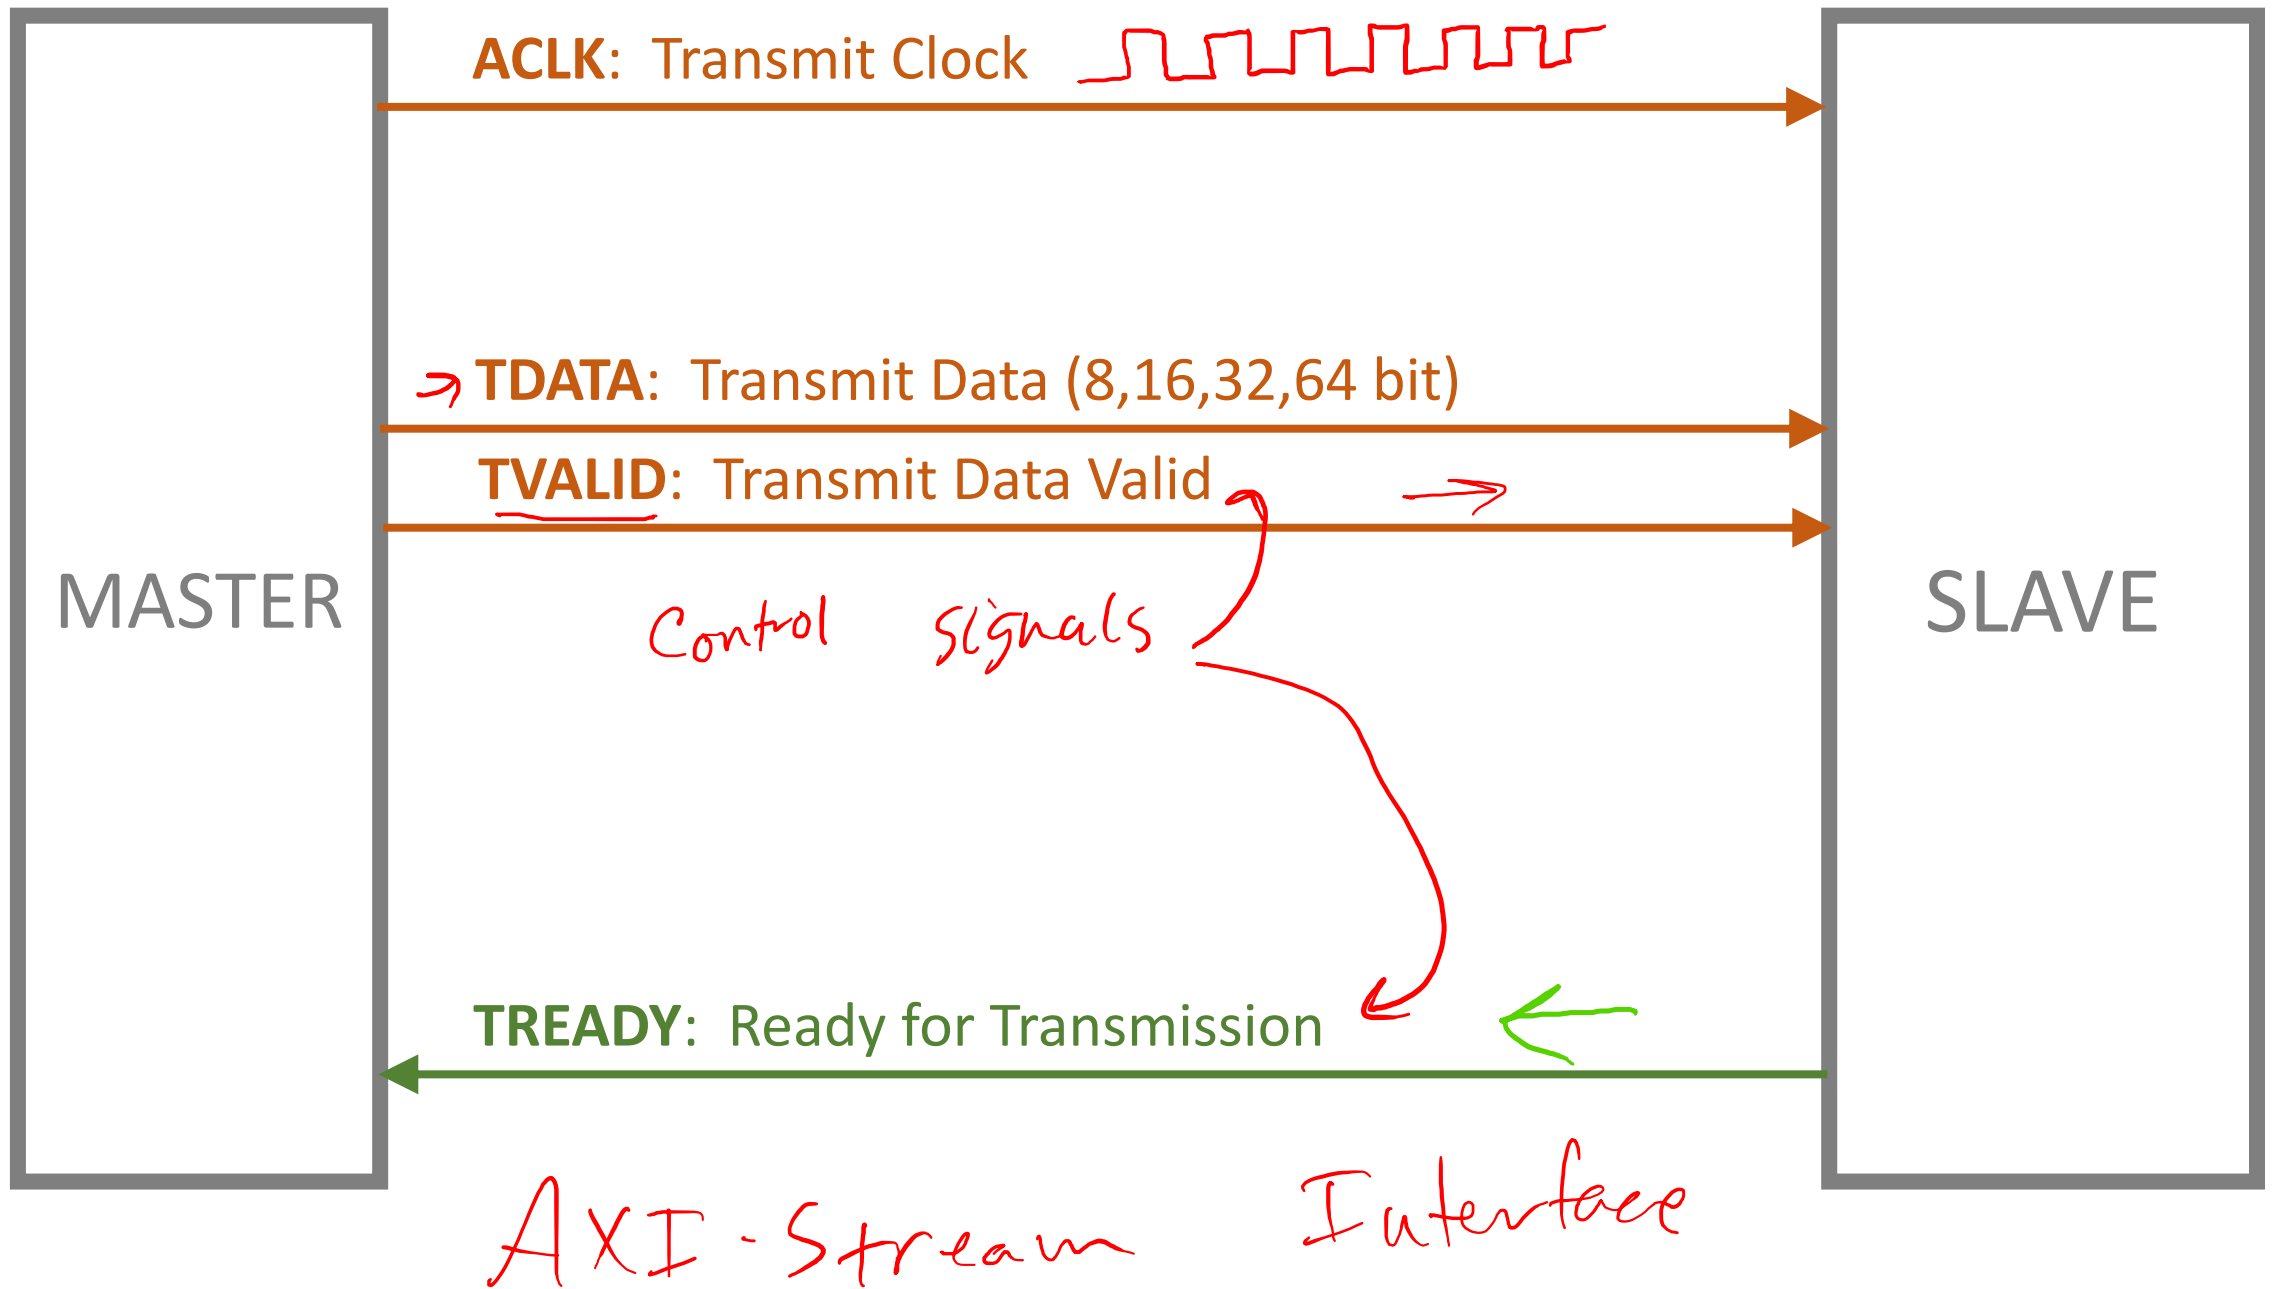 ACLK: Transmit Clock
TDATA: Transmit Data (8,16,32,64 bit)
TVALID: Transmit Data Valid
MASTER
SLAVE
Control signals
TREADY: Ready for Transmission
AXI-Stream Interface